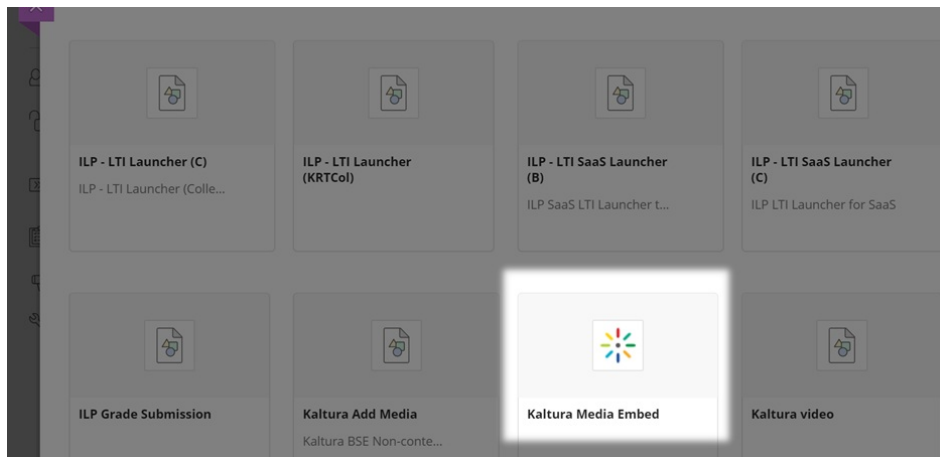 ILP - LTI Launcher (C)
ILP - LTI Launcher (Colle...
ILP - LTI Launcher
(KRTCol)
ILP - LTI SaaS Launcher
(B)
ILP SaaS LTI Launcher t...
ILP - LTI SaaS Launcher
(C)
ILP LTI Launcher for SaaS
ILP Grade Submission
Kaltura Add Media
Kaltura BSE Non-conte...
Kaltura Media Embed
Kaltura video